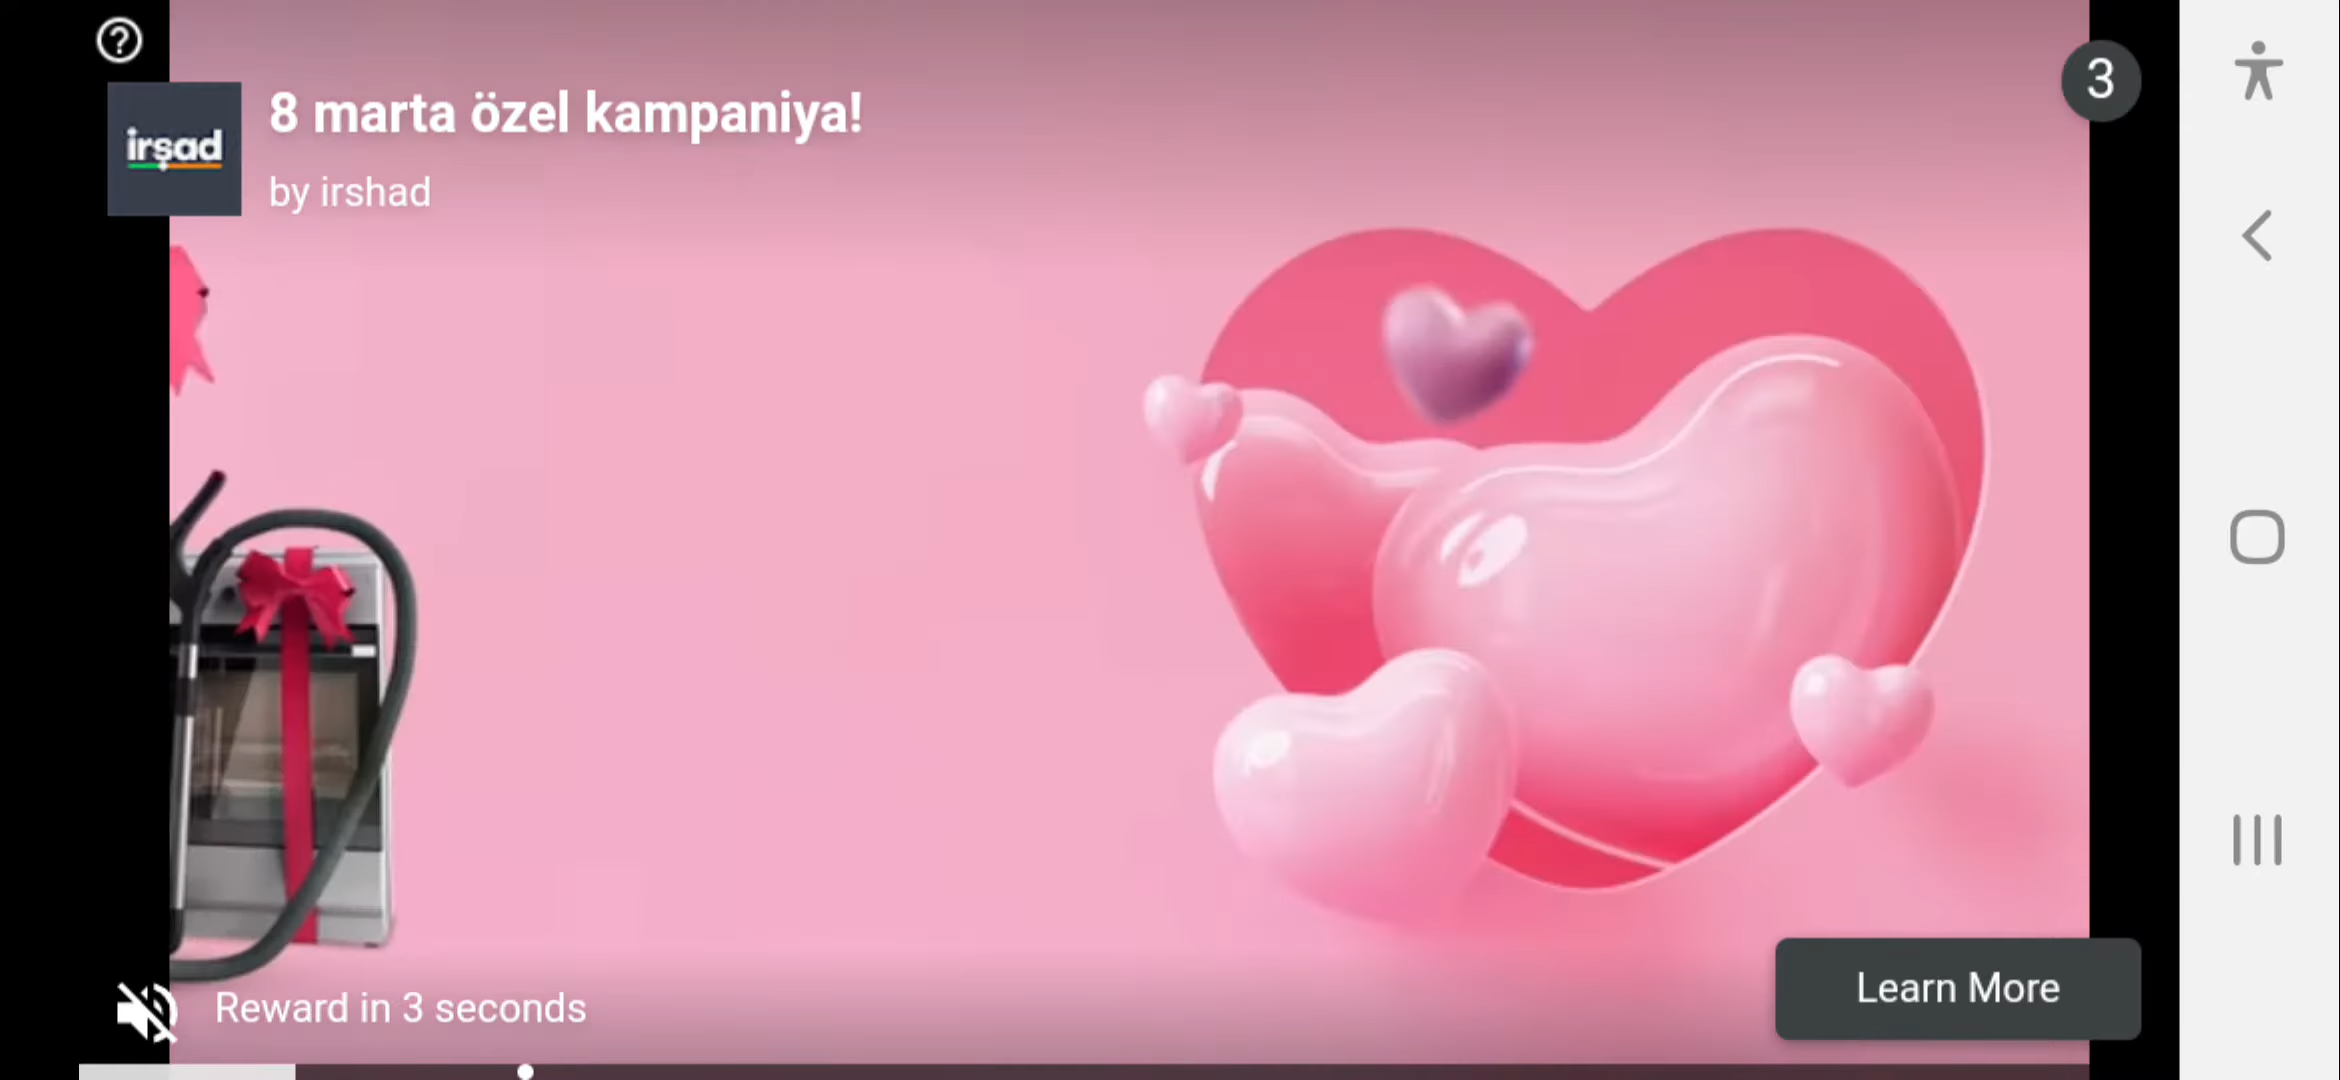 8 marta özel kampaniya!
irşad
by irshad
3
Reward in 3 seconds
Learn More